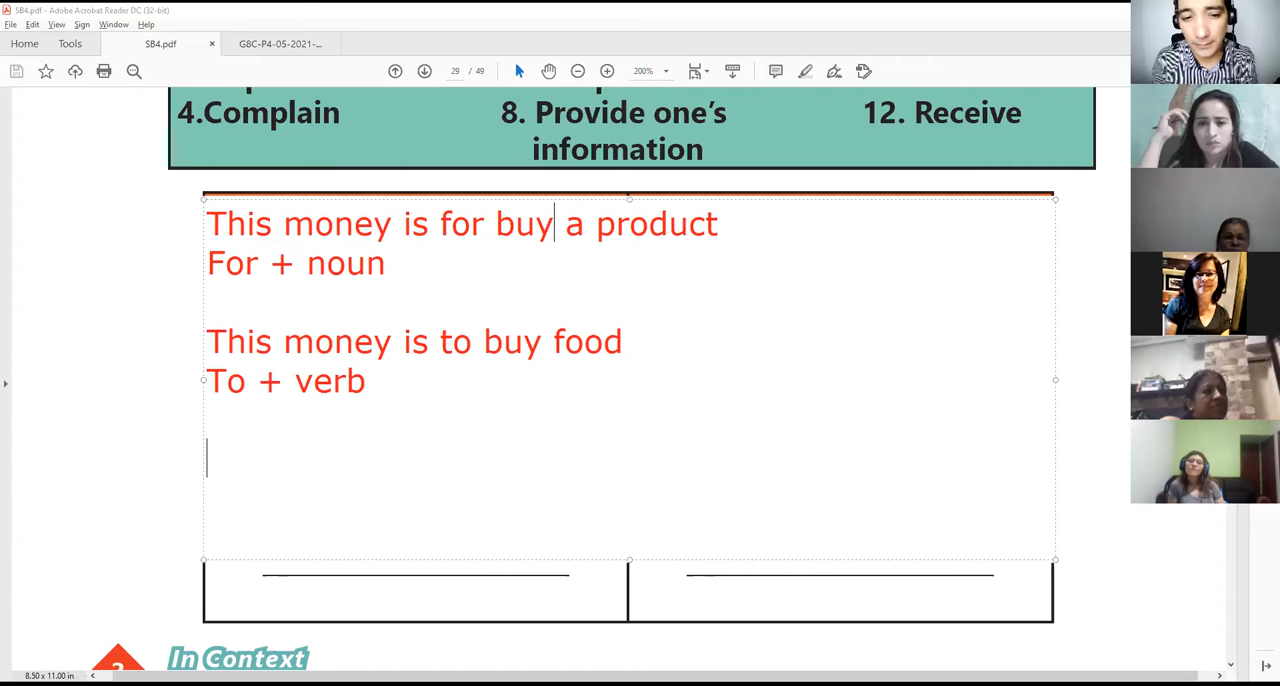 SB4.pdf - Adobe Acrobat Reader DC (32-bit)
File Edit View Sign Window Help
Home Tools SB4.pdf × G8C-P4-05-2021-...
29 / 49 200%
4.Complain 8. Provide one's information 12. Receive
This money is for buy a product
For + noun
This money is to buy food
To + verb
In Context
8.50 x 11.00 in